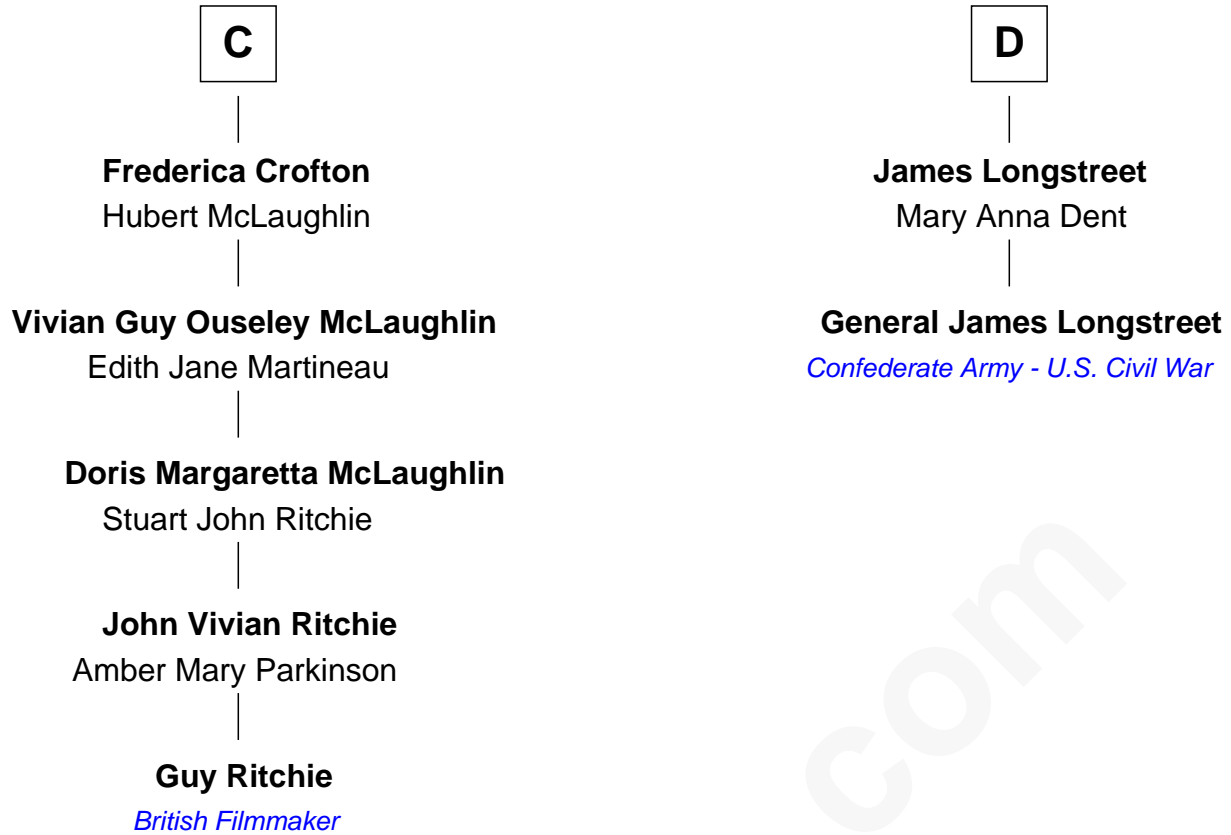 C
Frederica Crofton
Hubert McLaughlin
Vivian Guy Ouseley McLaughlin
Edith Jane Martineau
Doris Margaretta McLaughlin
Stuart John Ritchie
John Vivian Ritchie
Amber Mary Parkinson
Guy Ritchie
British Filmmaker
D
James Longstreet
Mary Anna Dent
General James Longstreet
Confederate Army - U.S. Civil War
com